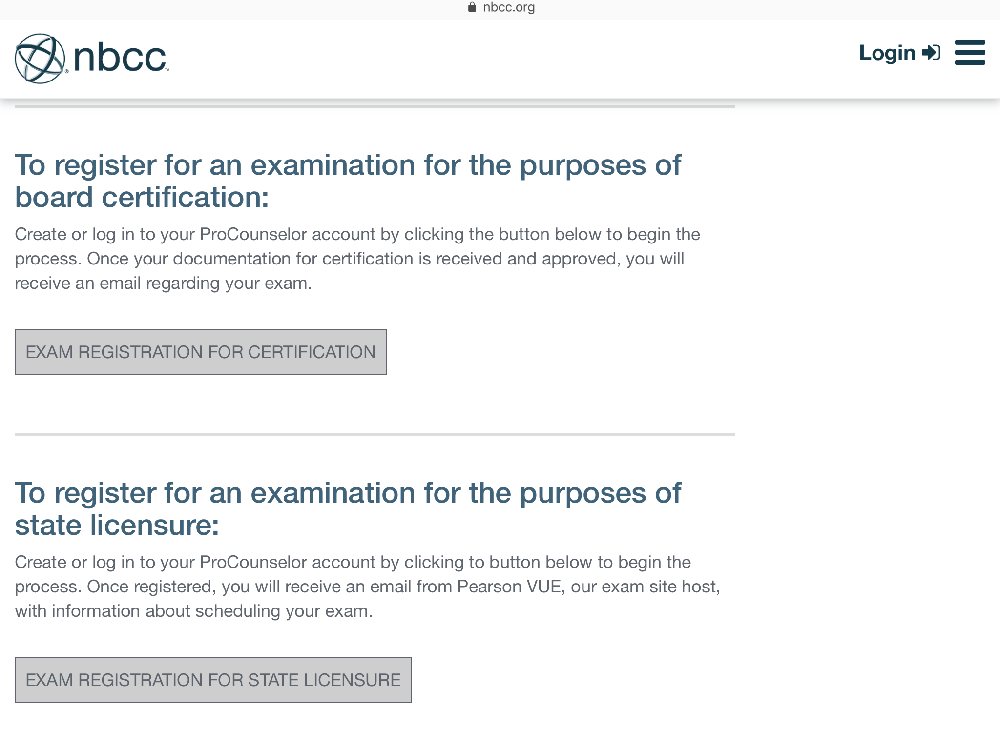 nbcc.org
nbcc™
®
Login
To register for an examination for the purposes of
board certification:
Create or log in to your ProCounselor account by clicking the button below to begin the
process. Once your documentation for certification is received and approved, you will
receive an email regarding your exam.
EXAM REGISTRATION FOR CERTIFICATION
To register for an examination for the purposes of
state licensure:
Create or log in to your ProCounselor account by clicking to button below to begin the
process. Once registered, you will receive an email from Pearson VUE, our exam site host,
with information about scheduling your exam.
EXAM REGISTRATION FOR STATE LICENSURE